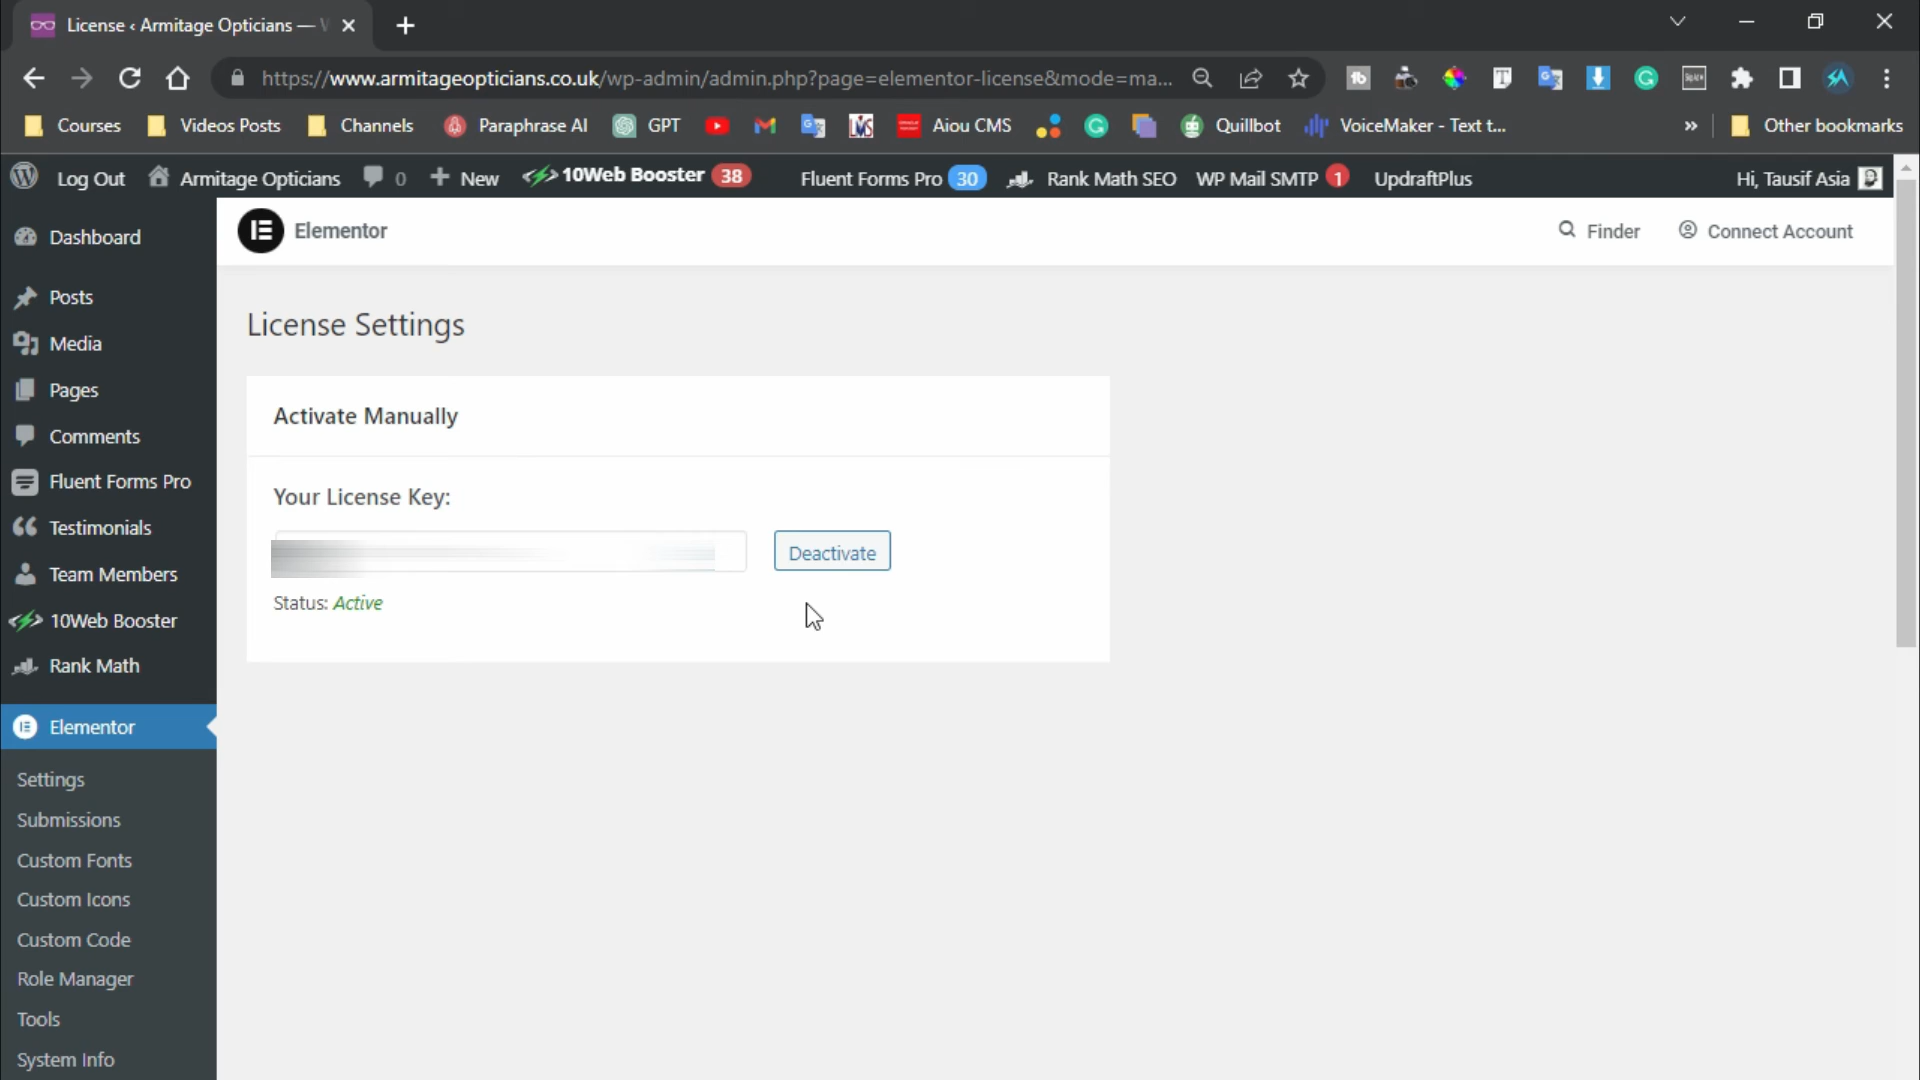 License ‹ Armitage Opticians —
https://www.armitageopticians.co.uk/wp-admin/admin.php?page=elementor-license&mode=ma...
Courses Videos Posts Channels Paraphrase AI GPT Aiou CMS Quillbot VoiceMaker - Text t... » Other bookmarks
Log Out Armitage Opticians 0 New 10Web Booster 38 Fluent Forms Pro 30 Rank Math SEO WP Mail SMTP 1 UpdraftPlus Hi, Tausif Asia
Elementor
Finder Connect Account
Dashboard
Posts
Media
Pages
Comments
Fluent Forms Pro
Testimonials
Team Members
10Web Booster
Rank Math
Elementor
Settings
Submissions
Custom Fonts
Custom Icons
Custom Code
Role Manager
Tools
System Info
License Settings
Activate Manually
Your License Key:
Deactivate
Status: Active